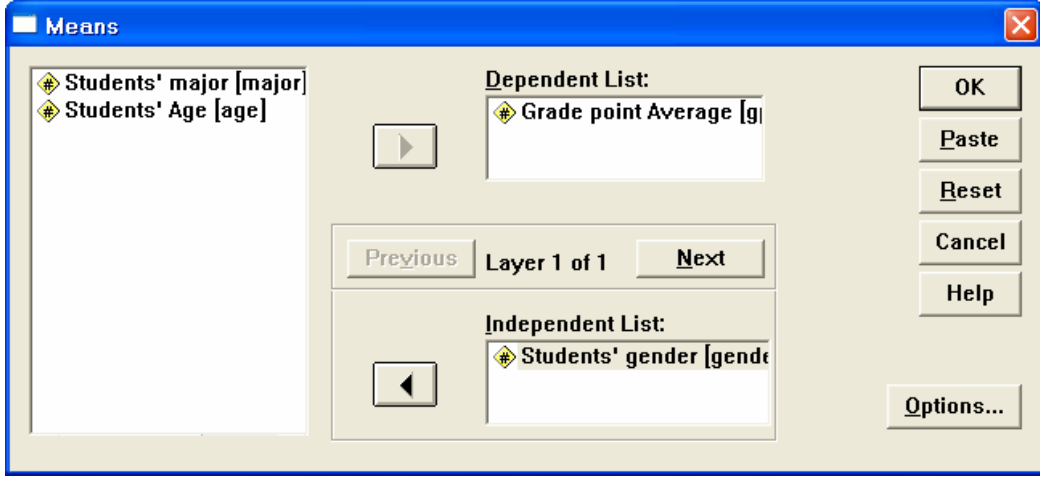 Means
Students' major [major]
Students' Age [age]
Dependent List:
Grade point Average [g
Previous
Layer 1 of 1
Next
Independent List:
Students' gender [gende
OK
Paste
Reset
Cancel
Help
Options...